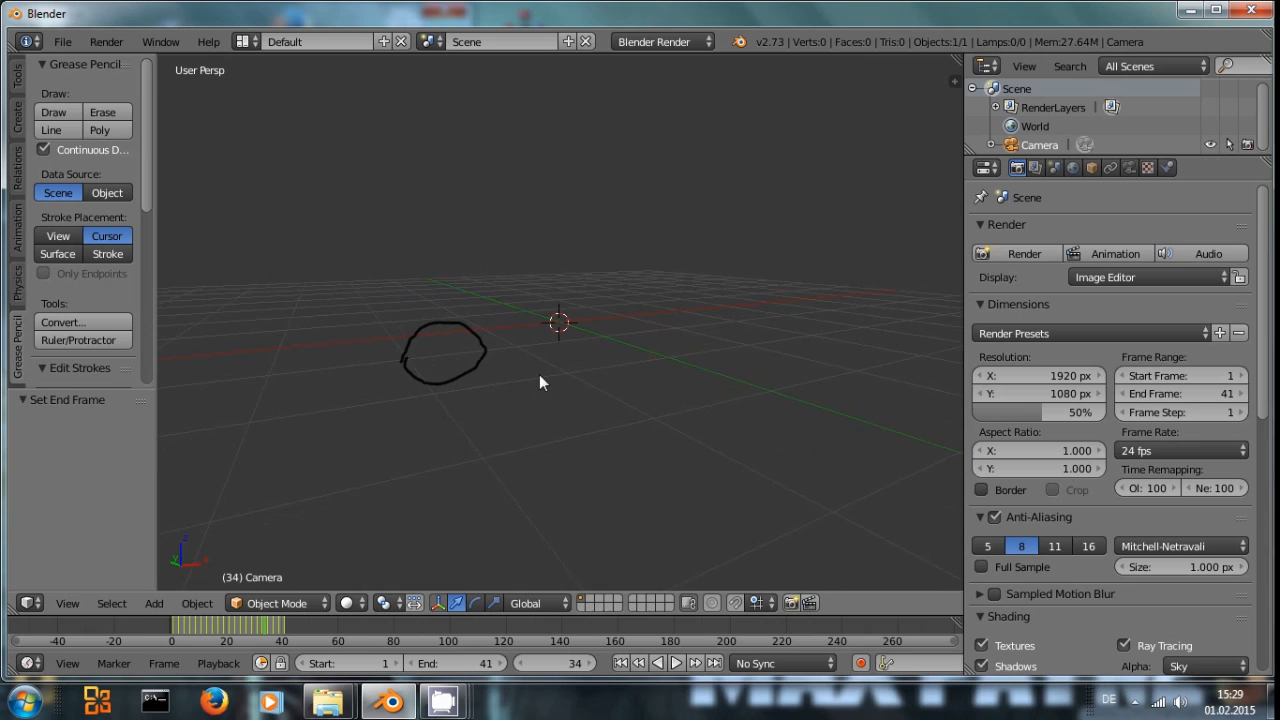 Blender
File Render Window Help Default Scene Blender Render v2.73 | Verts:0 | Faces:0 | Tris:0 | Objects:1/1 | Lamps:0/0 | Mem:27.64M | Camera
Grease Pencil
Draw:
Draw Erase
Line Poly
Continuous D...
Data Source:
Scene Object
Stroke Placement:
View Cursor
Surface Stroke
Only Endpoints
Tools:
Convert...
Ruler/Protractor
Edit Strokes
Set End Frame
Tools
Create
Relations
Animation
Physics
Grease Pencil
User Persp
(34) Camera
View Search All Scenes
Scene
RenderLayers
World
Camera
Scene
Render
Render Animation Audio
Display: Image Editor
Dimensions
Render Presets
Resolution: Frame Range:
X: 1920 px Start Frame: 1
Y: 1080 px End Frame: 41
50% Frame Step: 1
Aspect Ratio: Frame Rate:
X: 1.000 24 fps
Y: 1.000 Time Remapping:
Border Crop Ol: 100 Ne: 100
Anti-Aliasing
5 8 11 16 Mitchell-Netravali
Full Sample Size: 1.000 px
Sampled Motion Blur
Shading
Textures Ray Tracing
Shadows Alpha: Sky
View Select Add Object Object Mode Global
-40 -20 0 20 40 60 80 100 120 140 160 180 200 220 240 260
View Marker Frame Playback Start: 1 End: 41 34 No Sync
DE 15:29
01.02.2015